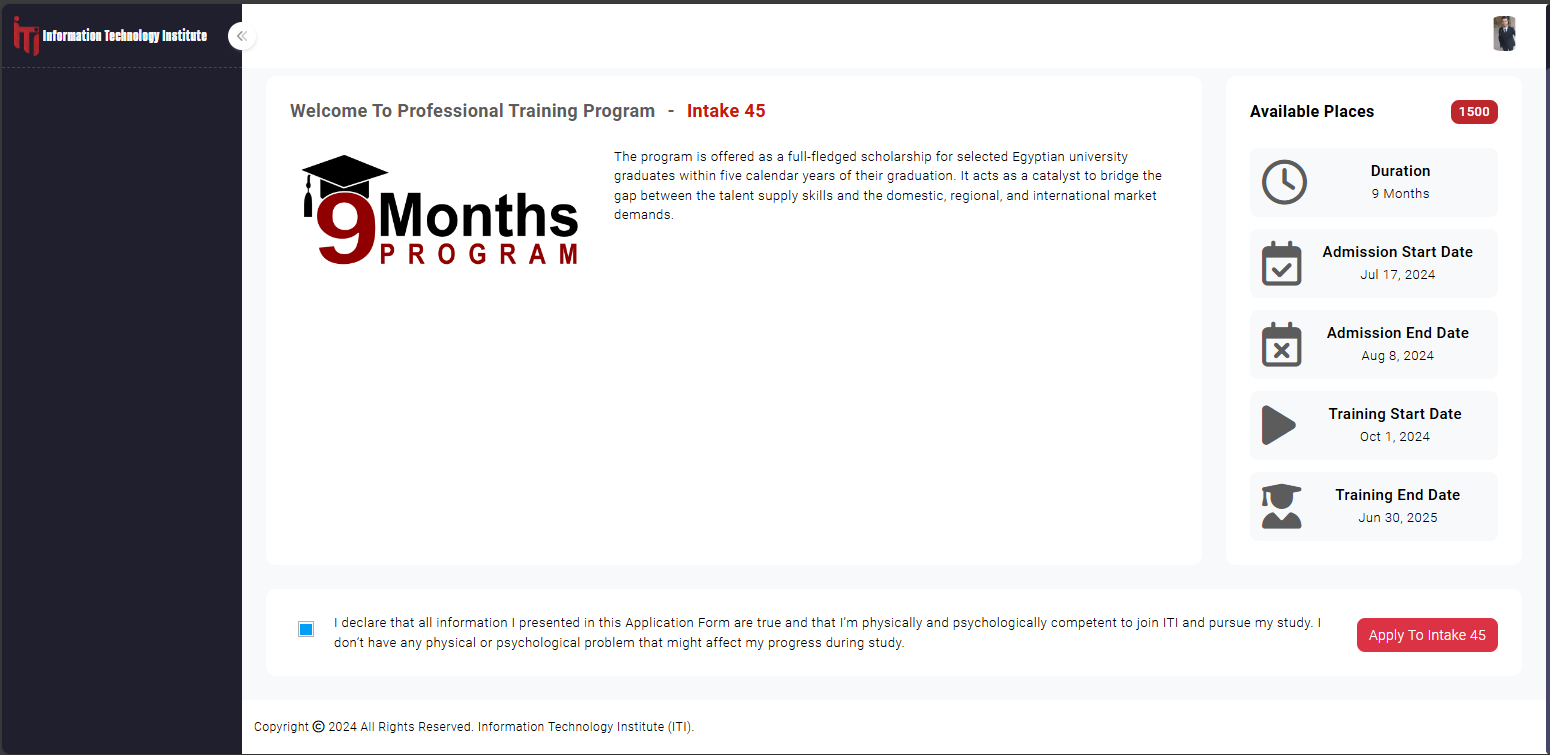 Information Technology Institute
Welcome To Professional Training Program - Intake 45
9 Months
PROGRAM
The program is offered as a full-fledged scholarship for selected Egyptian university
graduates within five calendar years of their graduation. It acts as a catalyst to bridge the
gap between the talent supply skills and the domestic, regional, and international market
demands.
Available Places 1500
Duration
9 Months
Admission Start Date
Jul 17, 2024
Admission End Date
Aug 8, 2024
Training Start Date
Oct 1, 2024
Training End Date
Jun 30, 2025
I declare that all information I presented in this Application Form are true and that I'm physically and psychologically competent to join ITI and pursue my study. I
don't have any physical or psychological problem that might affect my progress during study.
Apply To Intake 45
Copyright © 2024 All Rights Reserved. Information Technology Institute (ITI).